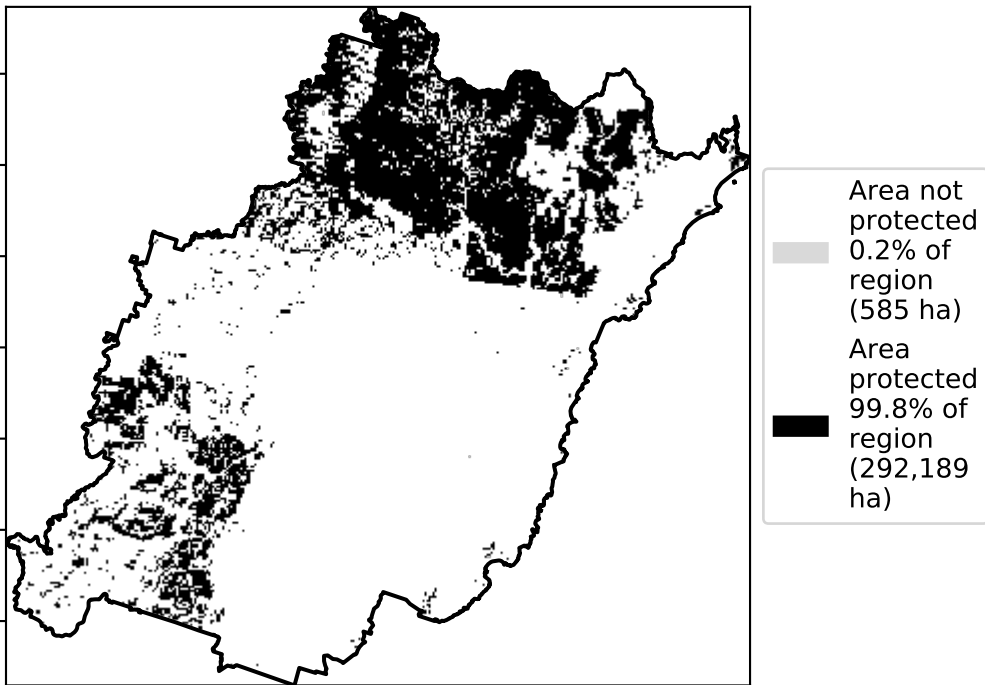 Area not
protected
0.2% of
region
(585 ha)
Area
protected
99.8% of
region
(292,189
ha)